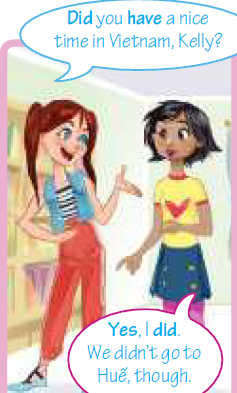 Did you have a nice
time in Vietnam, Kelly?
Yes, I did.
We didn't go to
Huế, though.